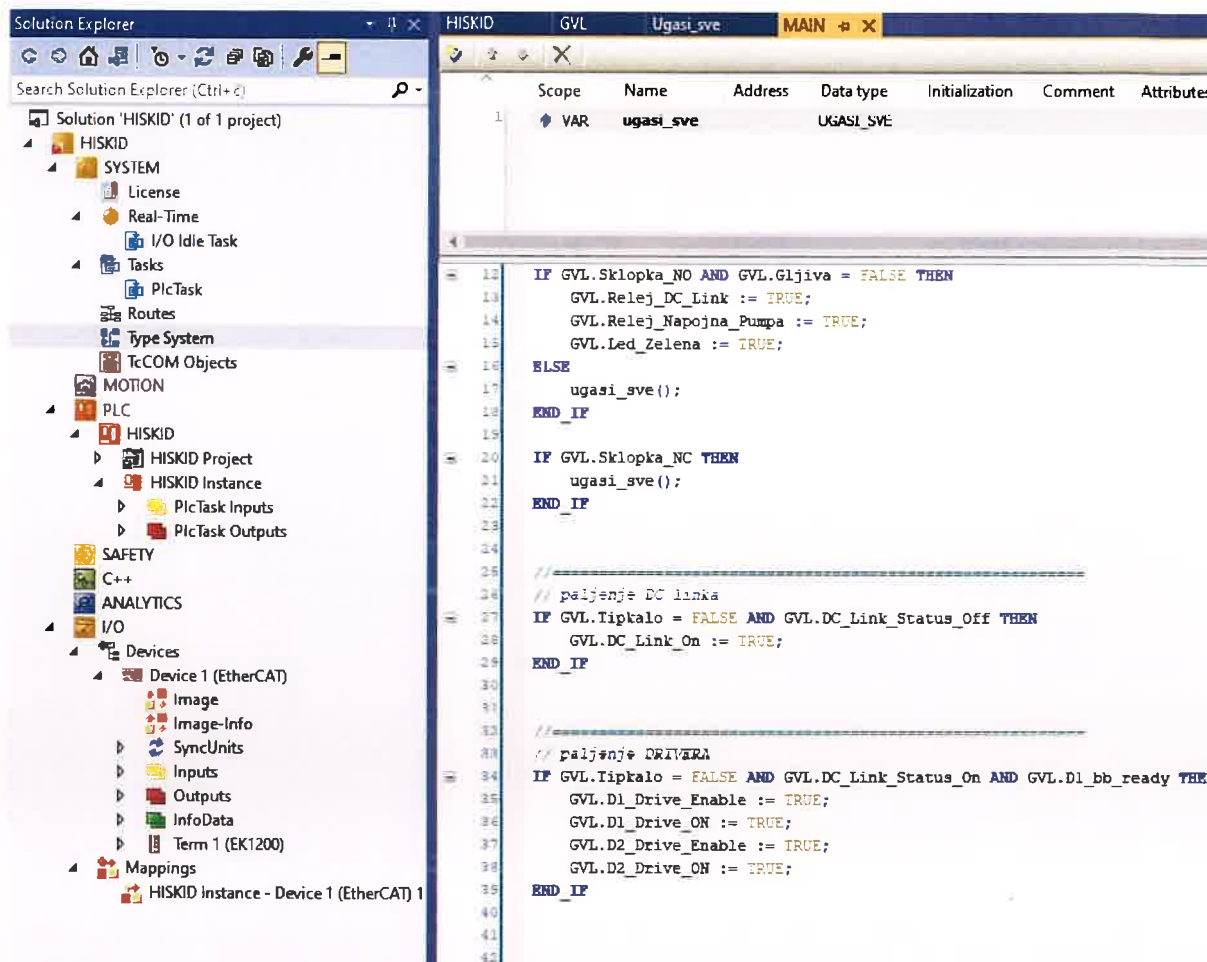 Solution Explorer
Search Solution Explorer (Ctrl+
Solution 'HISKID' (1 of 1 project)
HISKID
SYSTEM
License
Real-Time
I/O Idle Task
Tasks
PlcTask
Routes
Type System
TcCOM Objects
MOTION
PLC
HISKID
HISKID Project
HISKID Instance
PlcTask Inputs
PlcTask Outputs
SAFETY
C++
ANALYTICS
I/O
Devices
Device 1 (EtherCAT)
Image
Image-Info
SyncUnits
Inputs
Outputs
InfoData
Term 1 (EK1200)
Mappings
HISKID Instance - Device 1 (EtherCAT) 1
HISKID GVL Ugasi_sve MAIN
Scope Name Address Data type Initialization Comment Attributes
1 VAR ugasi_sve UGASI_SVE
12 IF GVL.Sklopka_NO AND GVL.Gljiva = FALSE THEN
13 GVL.Relej_DC_Link := TRUE;
14 GVL.Relej_Napojna_Pumpa := TRUE;
15 GVL.Led_Zelena := TRUE;
16 ELSE
17 ugasi_sve();
18 END_IF
19
20 IF GVL.Sklopka_NC THEN
21 ugasi_sve();
22 END_IF
23
24
25 //==========================================================
26 // paljenje DC linka
27 IF GVL.Tipkalo = FALSE AND GVL.DC_Link_Status_Off THEN
28 GVL.DC_Link_On := TRUE;
29 END_IF
30
31
32 //==========================================================
33 // paljenje DRIVERA
34 IF GVL.Tipkalo = FALSE AND GVL.DC_Link_Status_On AND GVL.D1_bb_ready THE
35 GVL.D1_Drive_Enable := TRUE;
36 GVL.D1_Drive_ON := TRUE;
37 GVL.D2_Drive_Enable := TRUE;
38 GVL.D2_Drive_ON := TRUE;
39 END_IF
40
41
42